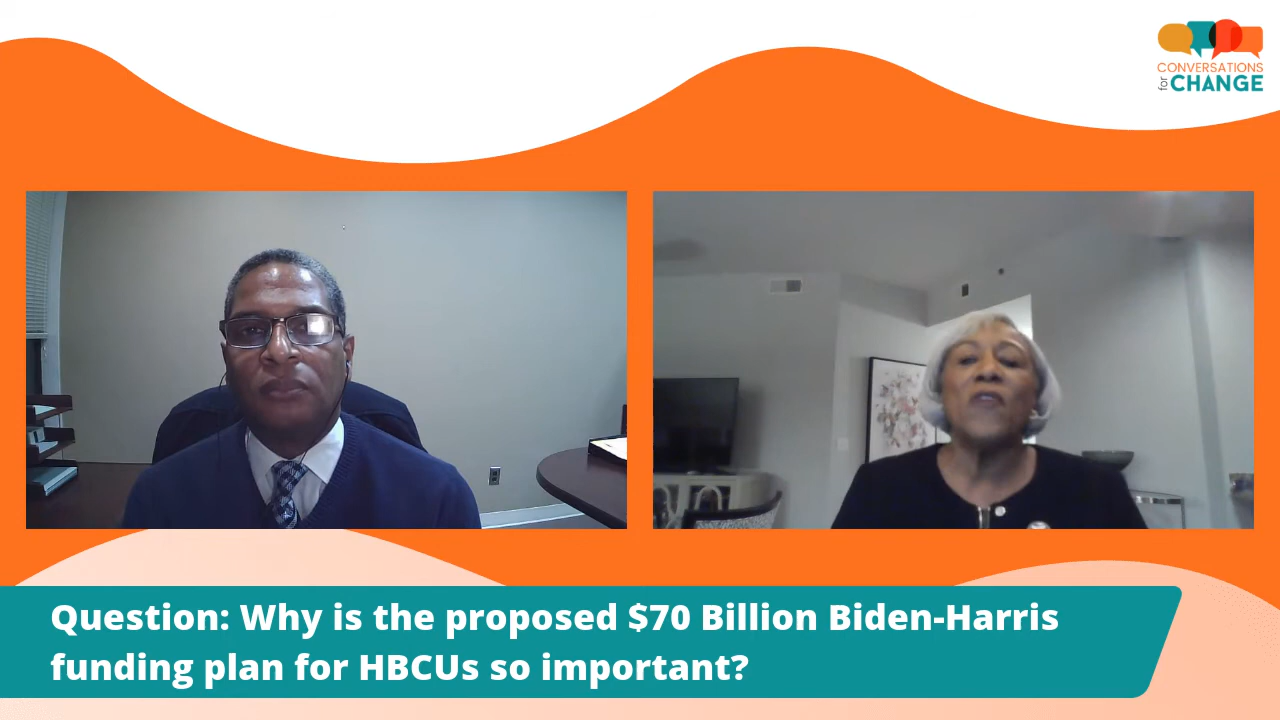 CONVERSATIONS
for CHANGE
Question: Why is the proposed $70 Billion Biden-Harris
funding plan for HBCUs so important?